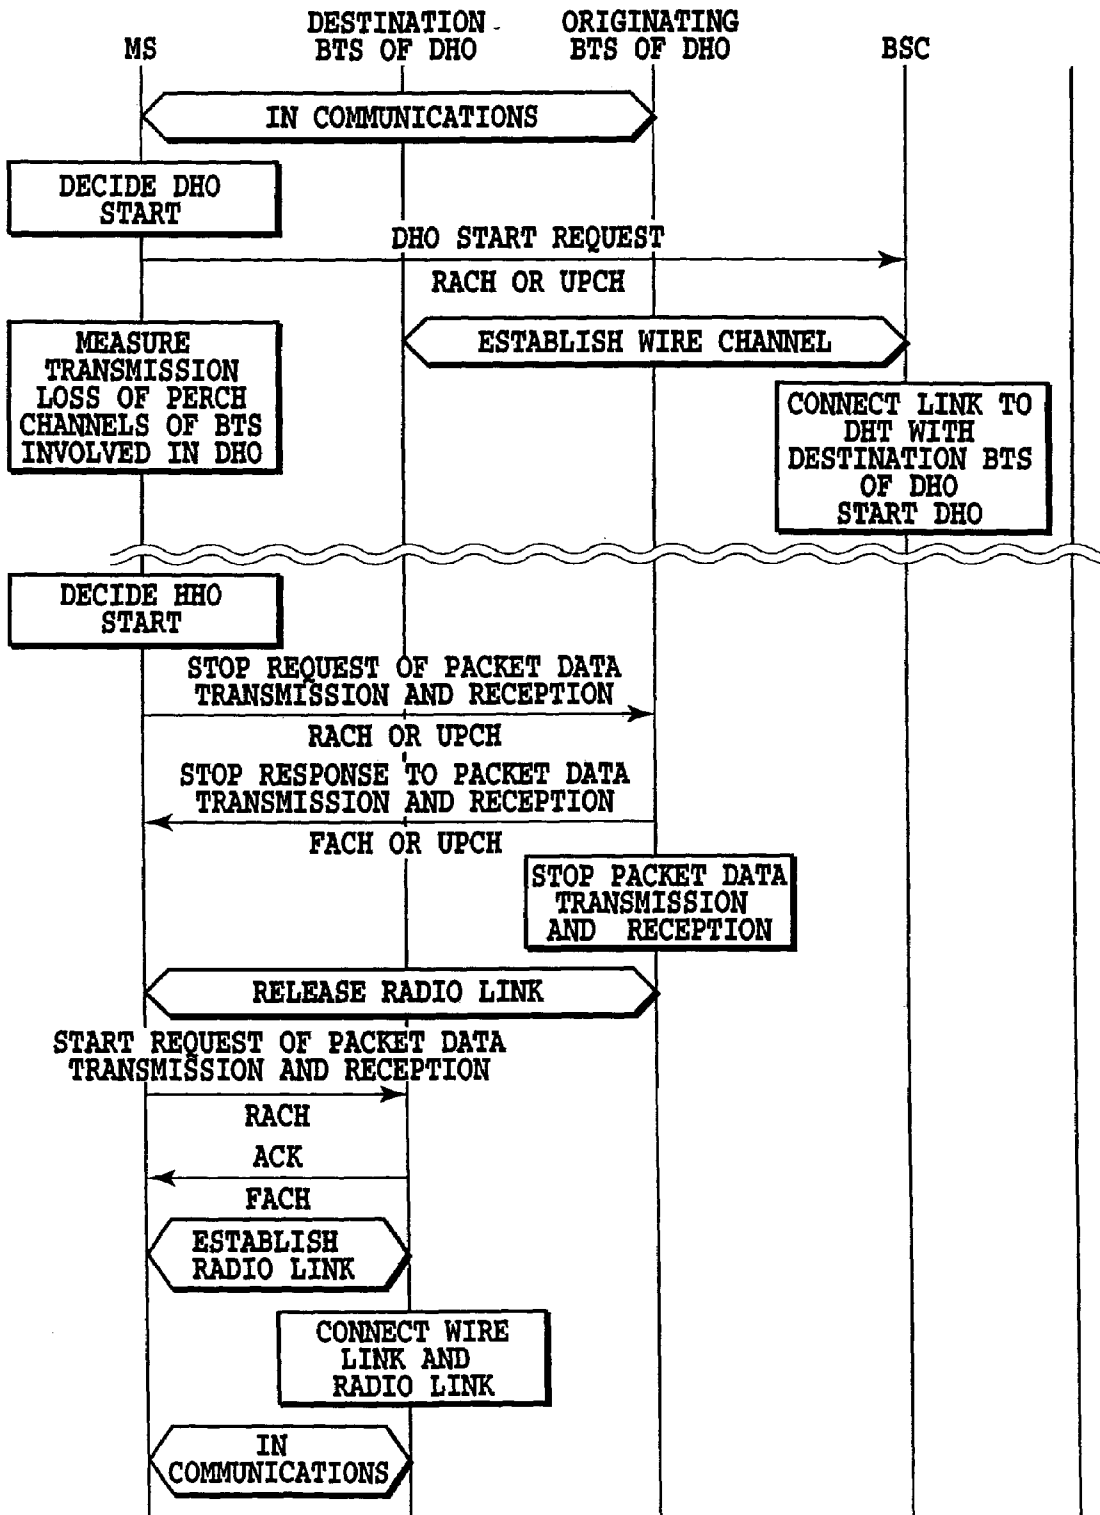 MS
DESTINATION
BTS OF DHO
ORIGINATING
BTS OF DHO
BSC
IN COMMUNICATIONS
DECIDE DHO
START
DHO START REQUEST
RACH OR UPCH
ESTABLISH WIRE CHANNEL
MEASURE
TRANSMISSION
LOSS OF PERCH
CHANNELS OF BTS
INVOLVED IN DHO
CONNECT LINK TO
DHT WITH
DESTINATION BTS
OF DHO
START DHO
DECIDE HHO
START
STOP REQUEST OF PACKET DATA
TRANSMISSION AND RECEPTION
RACH OR UPCH
STOP RESPONSE TO PACKET DATA
TRANSMISSION AND RECEPTION
FACH OR UPCH
STOP PACKET DATA
TRANSMISSION
AND RECEPTION
RELEASE RADIO LINK
START REQUEST OF PACKET DATA
TRANSMISSION AND RECEPTION
RACH
ACK
FACH
ESTABLISH
RADIO LINK
CONNECT WIRE
LINK AND
RADIO LINK
IN
COMMUNICATIONS